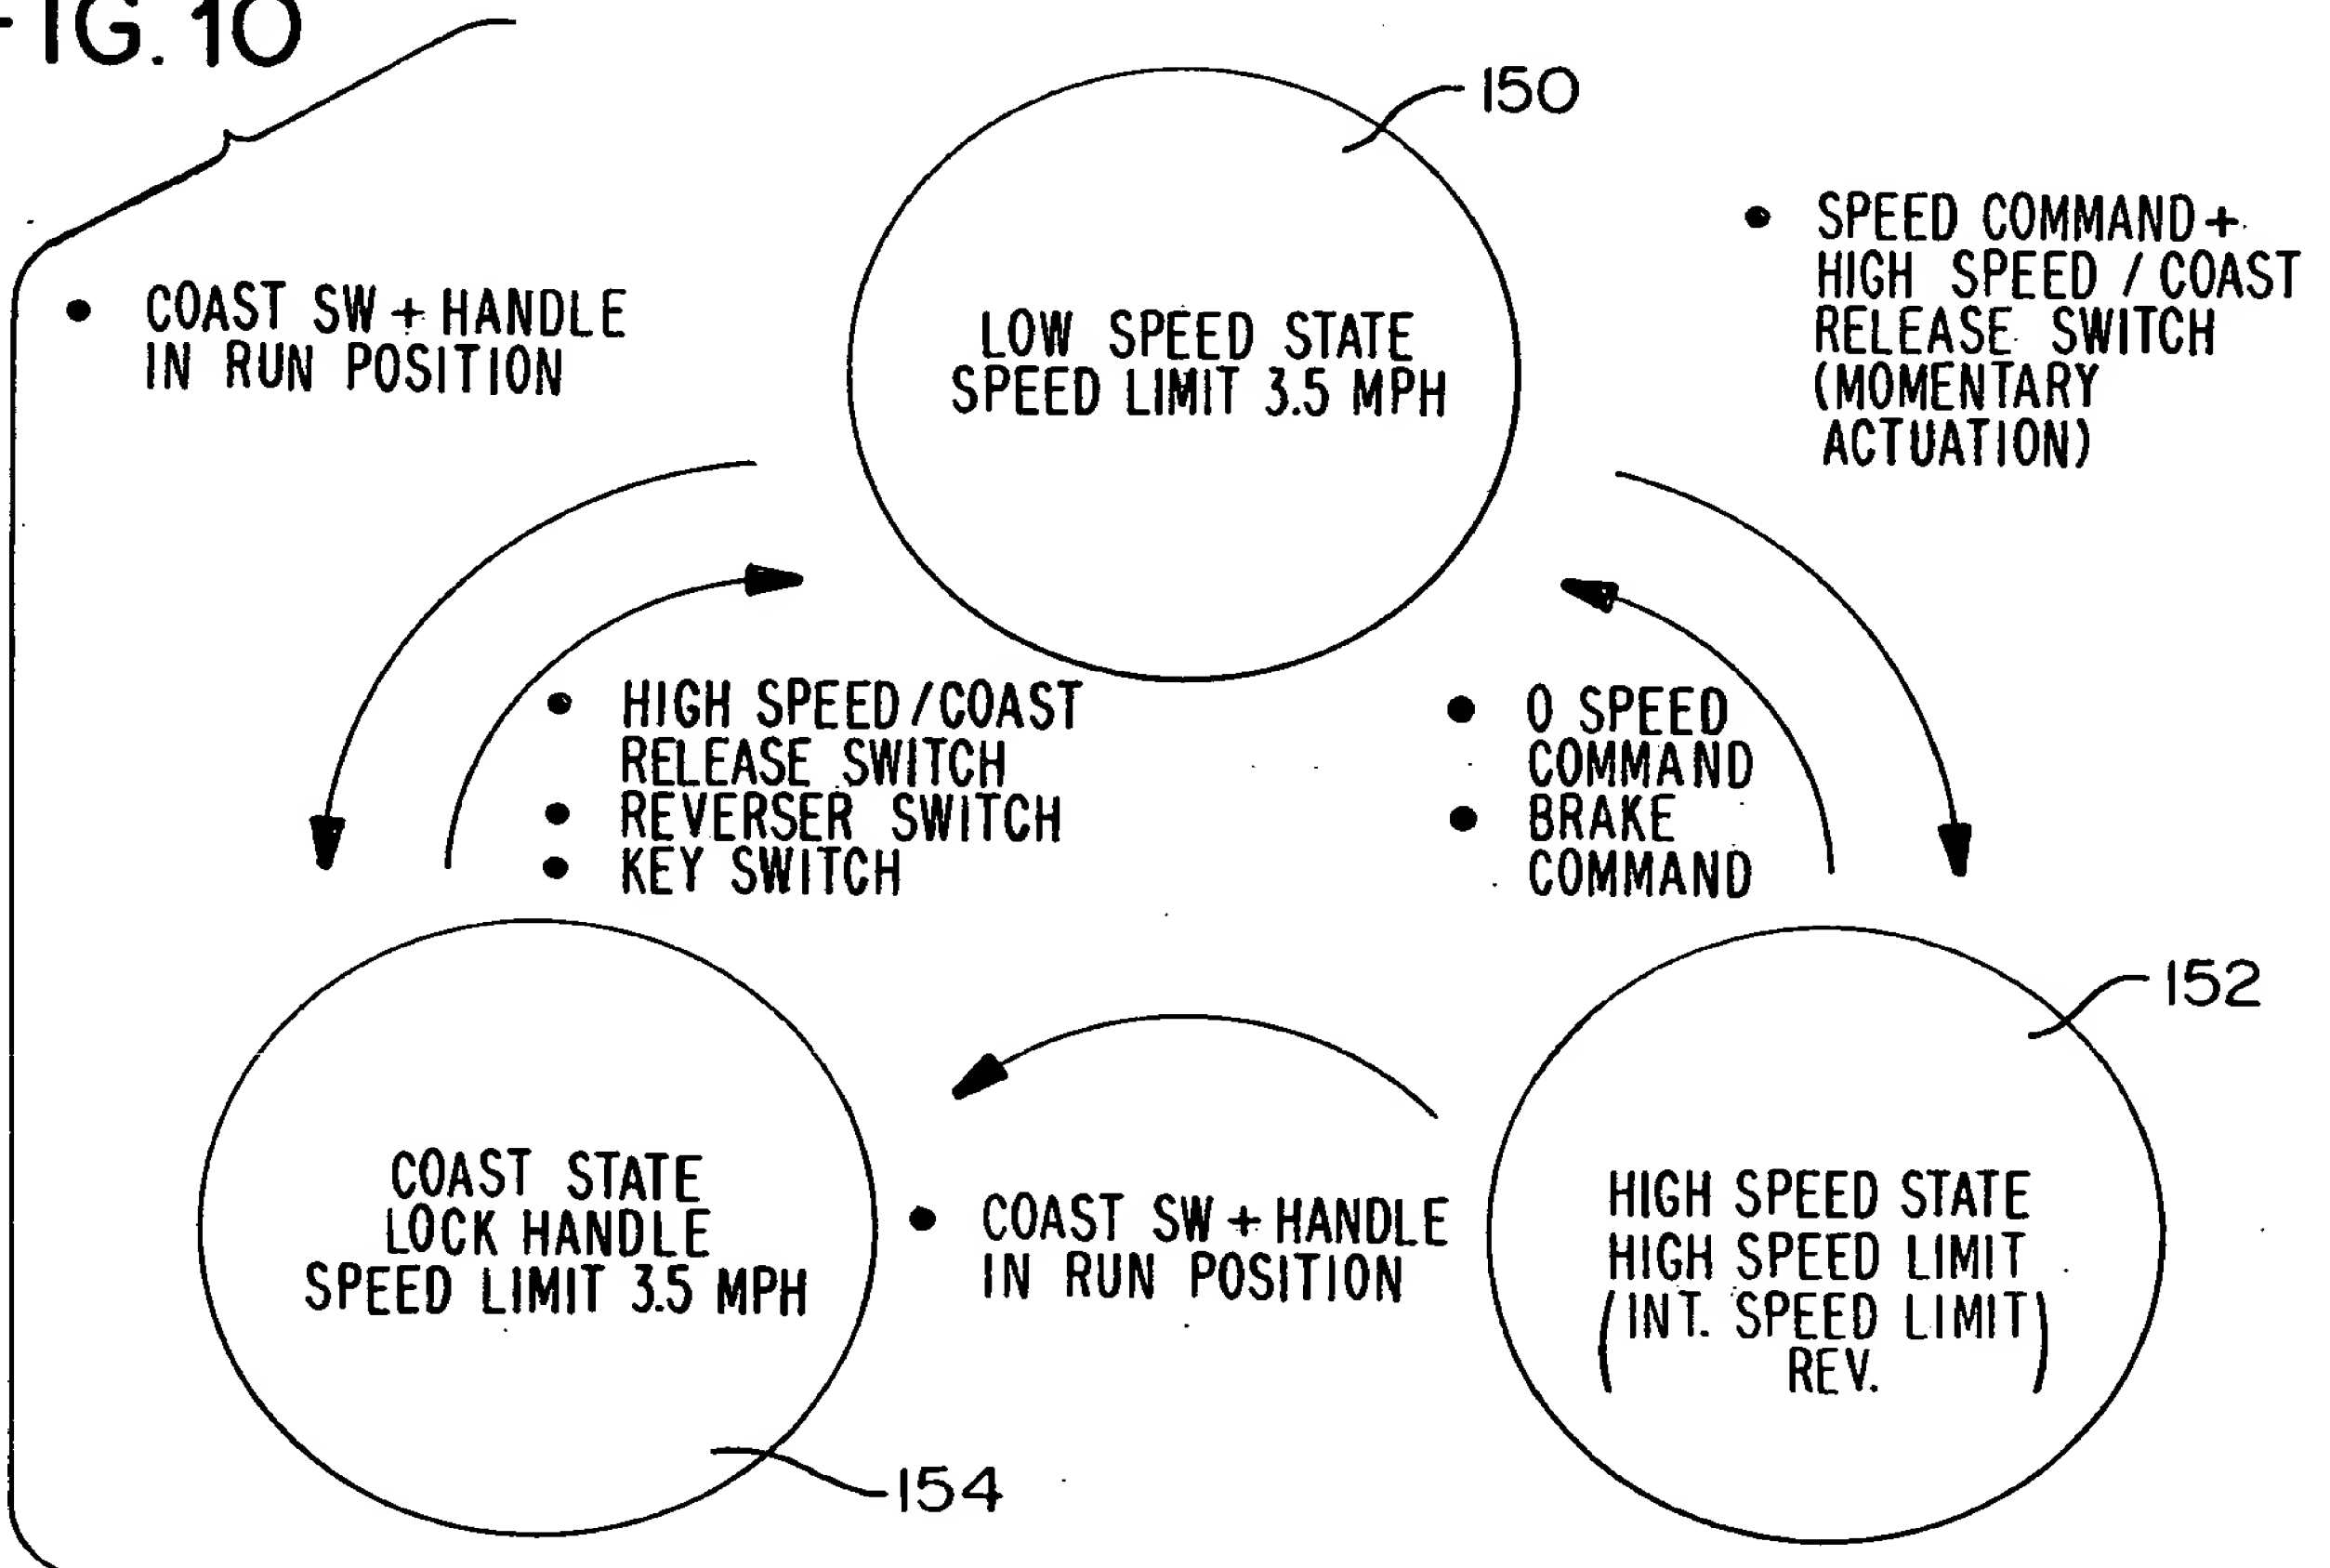 FIG. 10
150
• SPEED COMMAND +
HIGH SPEED / COAST
RELEASE SWITCH
(MOMENTARY
ACTUATION)
• COAST SW + HANDLE
IN RUN POSITION
LOW SPEED STATE
SPEED LIMIT 3.5 MPH
• HIGH SPEED / COAST
RELEASE SWITCH
• REVERSER SWITCH
• KEY SWITCH
• 0 SPEED
COMMAND
• BRAKE
COMMAND
152
COAST STATE
LOCK HANDLE
SPEED LIMIT 3.5 MPH
• COAST SW + HANDLE
IN RUN POSITION
HIGH SPEED STATE
HIGH SPEED LIMIT
(INT. SPEED LIMIT)
REV.
154